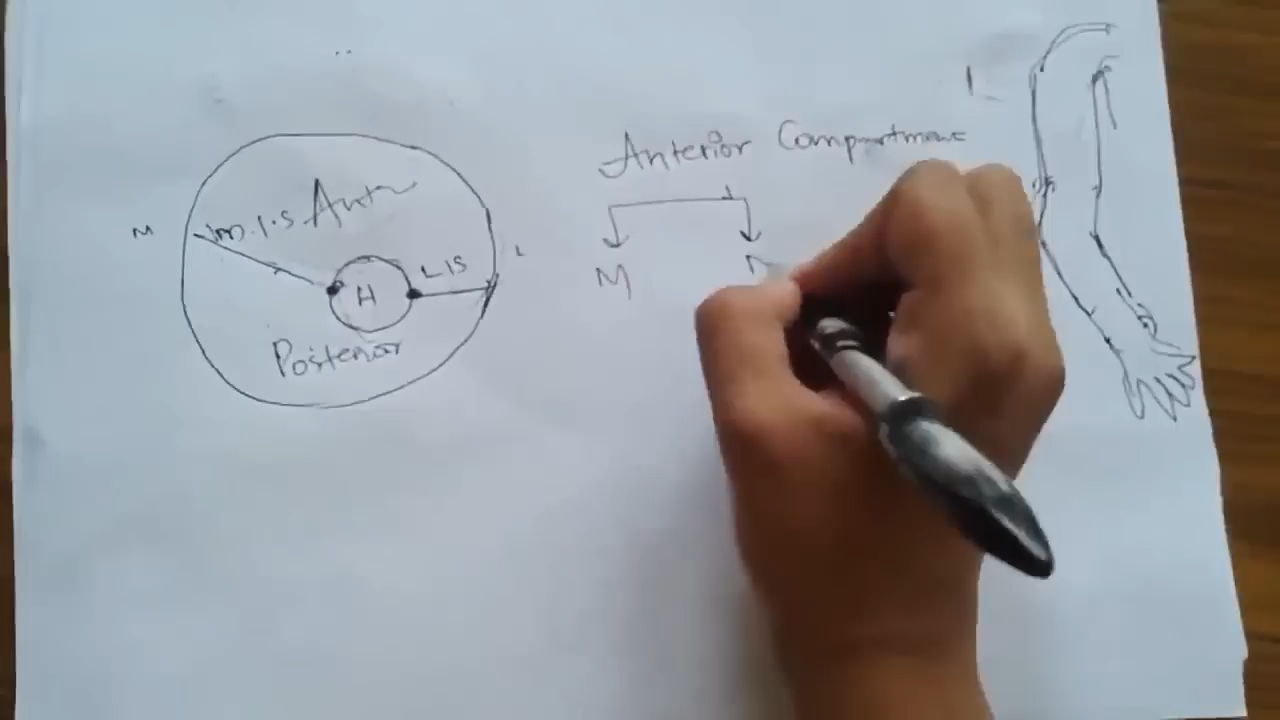 Anterior Compartment
M
M
m.I.S. Ant
L
LIS
H
Posterior
L
M